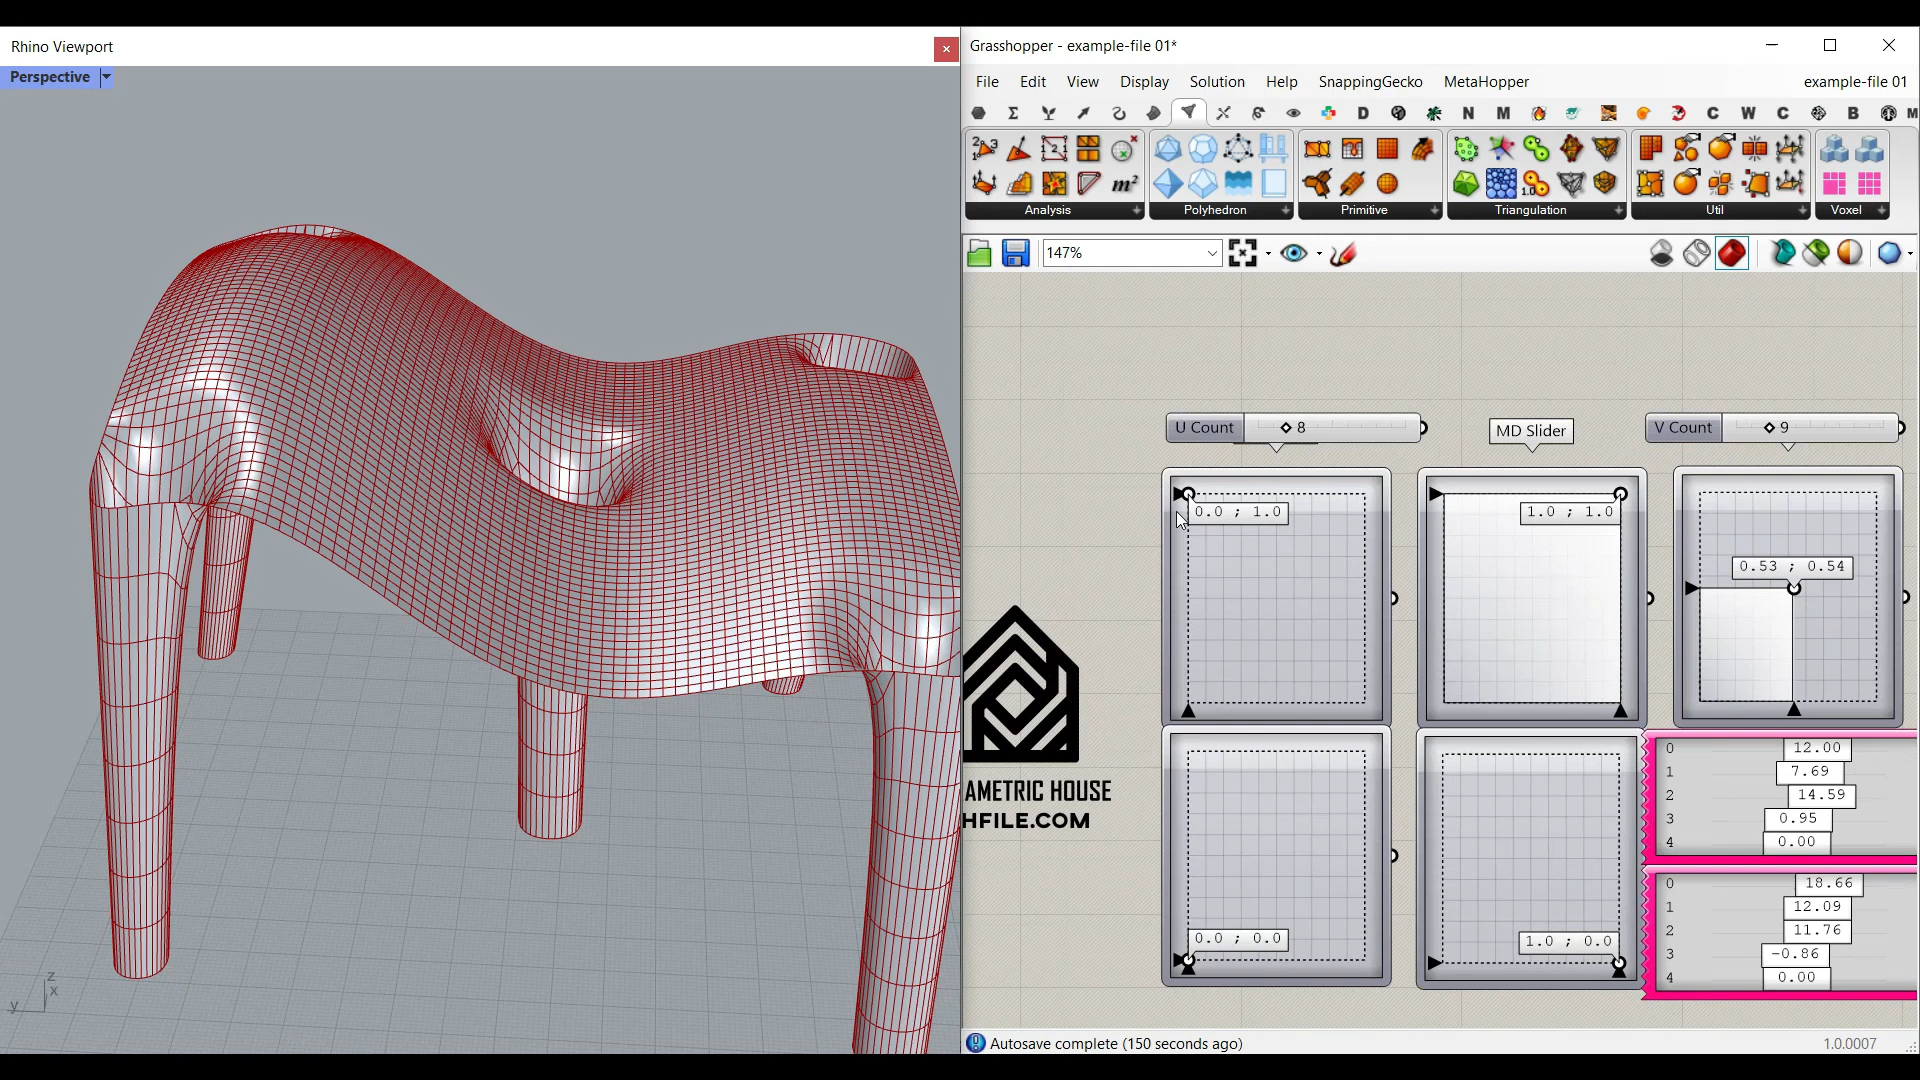 Rhino Viewport
Perspective
z
x
y
Grasshopper - example-file 01*
File Edit View Display Solution Help SnappingGecko MetaHopper example-file 01
D N M C W C B M
Analysis Polyhedron Primitive Triangulation Util Voxel
147%
U Count 8
MD Slider
V Count 9
0.0 ; 1.0
1.0 ; 1.0
0.53 ; 0.54
0.0 ; 0.0
1.0 ; 0.0
0 12.00
1 7.69
2 14.59
3 0.95
4 0.00
0 18.66
1 12.09
2 11.76
3 -0.86
4 0.00
AMETRIC HOUSE
HFILE.COM
Autosave complete (150 seconds ago)
1.0.0007